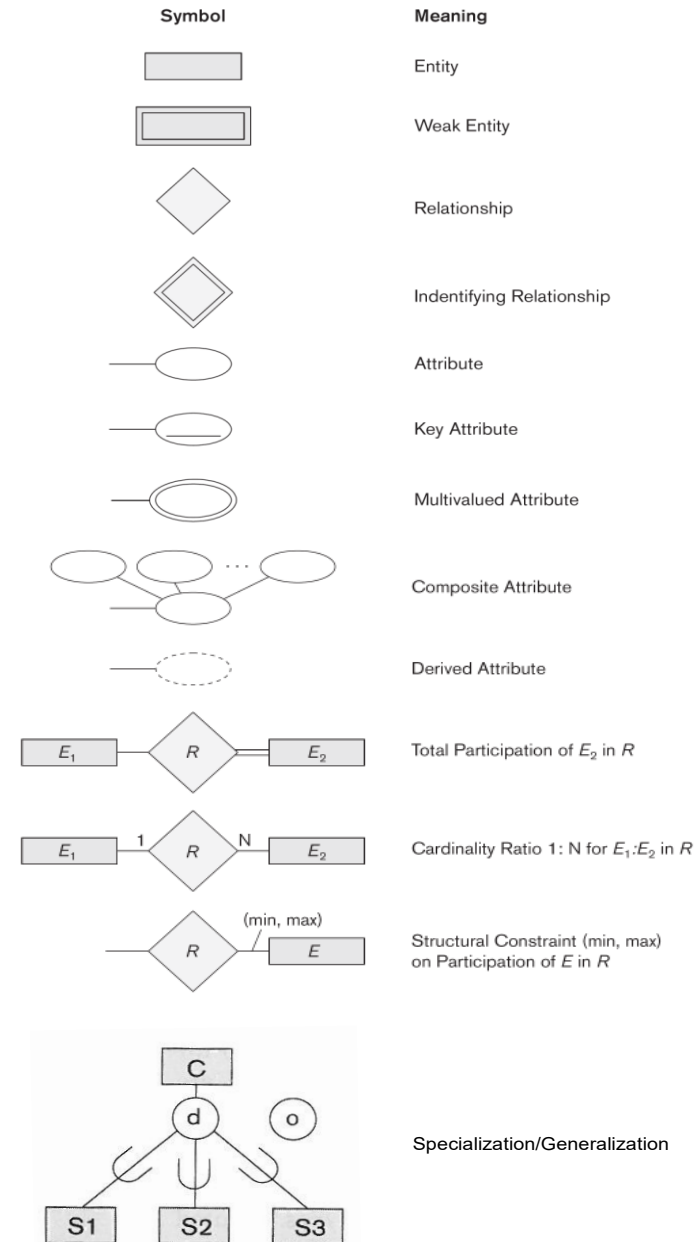 Symbol Meaning
Entity
Weak Entity
Relationship
Indentifying Relationship
Attribute
Key Attribute
Multivalued Attribute
...
Composite Attribute
Derived Attribute
E₁ R E₂ Total Participation of E₂ in R
E₁ 1 R N E₂ Cardinality Ratio 1: N for E₁:E₂ in R
(min, max)
R E Structural Constraint (min, max)
on Participation of E in R
C
d o
Specialization/Generalization
S1 S2 S3